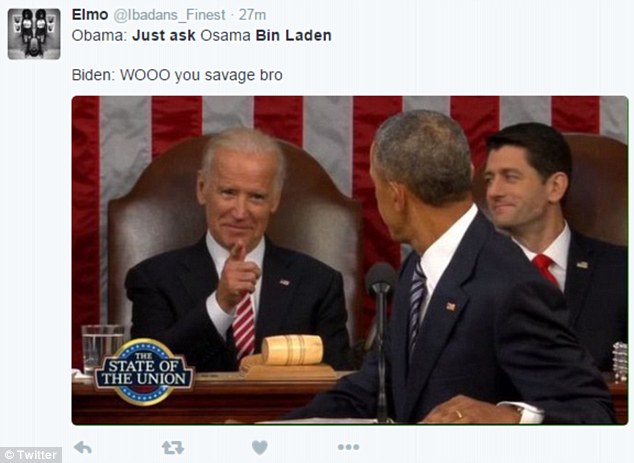 Elmo @Ibadans_Finest · 27m
Obama: Just ask Osama Bin Laden
Biden: WOOO you savage bro
THE
STATE OF
THE UNION
© Twitter